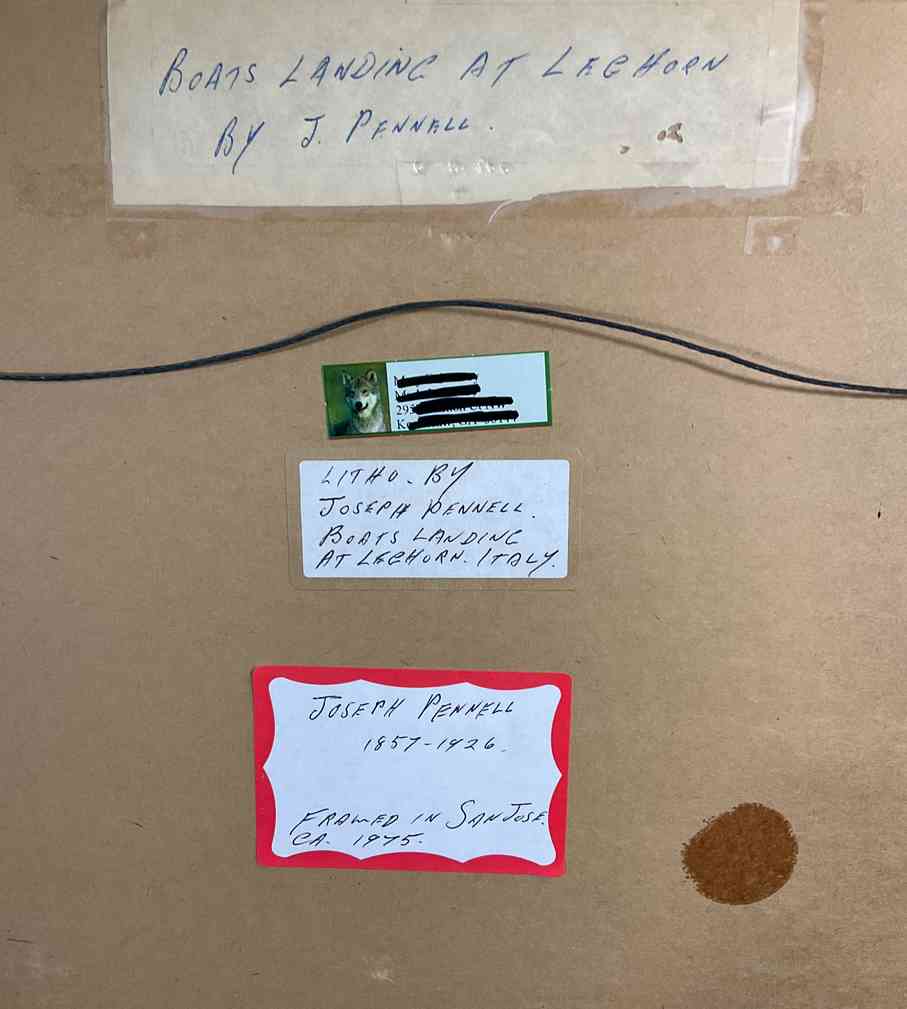 BOATS LANDING AT LEGHORN
BY J. PENNELL.
295
LITHO. BY
JOSEPH PENNELL.
BOATS LANDING
AT LEGHORN. ITALY.
JOSEPH PENNELL
1857-1926.
FRAMED IN SAN JOSE.
CA. 1975.